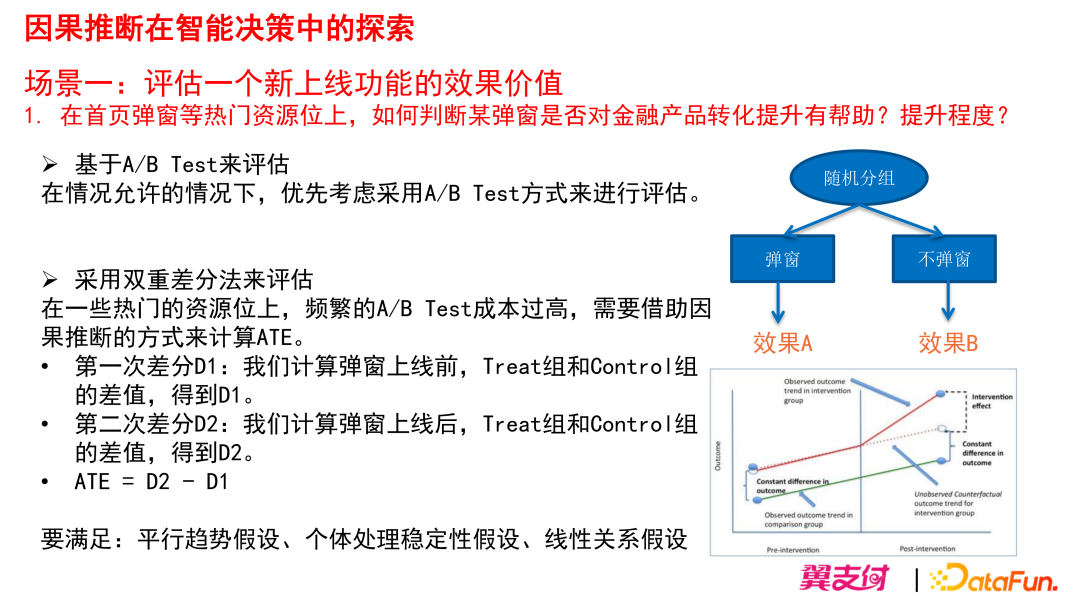 因果推断在智能决策中的探索
场景一：评估一个新上线功能的效果价值
1. 在首页弹窗等热门资源位上，如何判断某弹窗是否对金融产品转化提升有帮助？提升程度？
➢ 基于A/B Test来评估
在情况允许的情况下，优先考虑采用A/B Test方式来进行评估。
➢ 采用双重差分法来评估
在一些热门的资源位上，频繁的A/B Test成本过高，需要借助因
果推断的方式来计算ATE。
• 第一次差分D1：我们计算弹窗上线前，Treat组和Control组
的差值，得到D1。
• 第二次差分D2：我们计算弹窗上线后，Treat组和Control组
的差值，得到D2。
• ATE = D2 - D1
要满足：平行趋势假设、个体处理稳定性假设、线性关系假设
随机分组
弹窗
不弹窗
效果A
效果B
Observed outcome
trend in intervention
group
Intervention
effect
Constant
difference in
outcome
Outcome
Constant difference in
outcome
Unobserved Counterfactual
outcome trend for
intervention group
Observed outcome trend in
comparison group
Pre-intervention
Post-intervention
翼支付
DataFun.